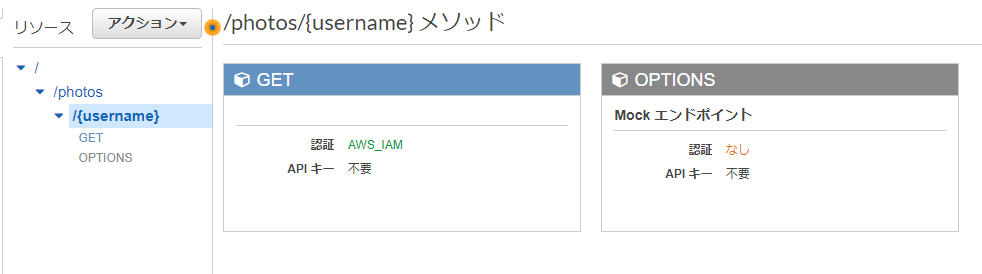 リソース
アクション
/
/photos
/{username}
GET
OPTIONS
/photos/{username} メソッド
GET
認証 AWS_IAM
API キー 不要
OPTIONS
Mock エンドポイント
認証 なし
API キー 不要